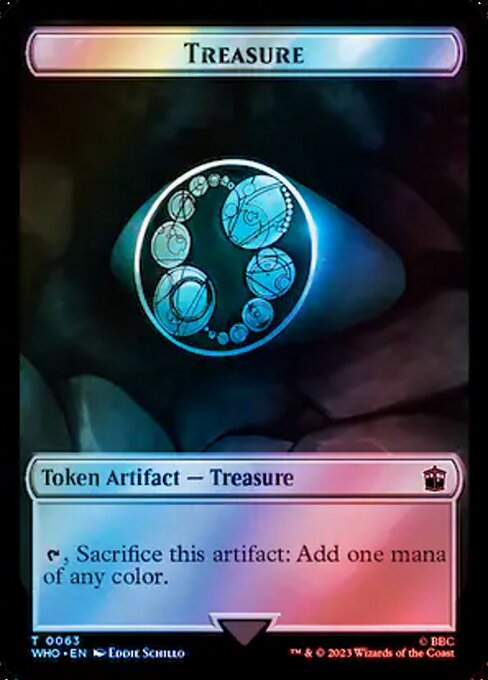 Treasure
Token Artifact — Treasure
, Sacrifice this artifact: Add one mana
of any color.
T 0063
WHO • EN Eddie Schillo
© BBC
™ & © 2023 Wizards of the Coast